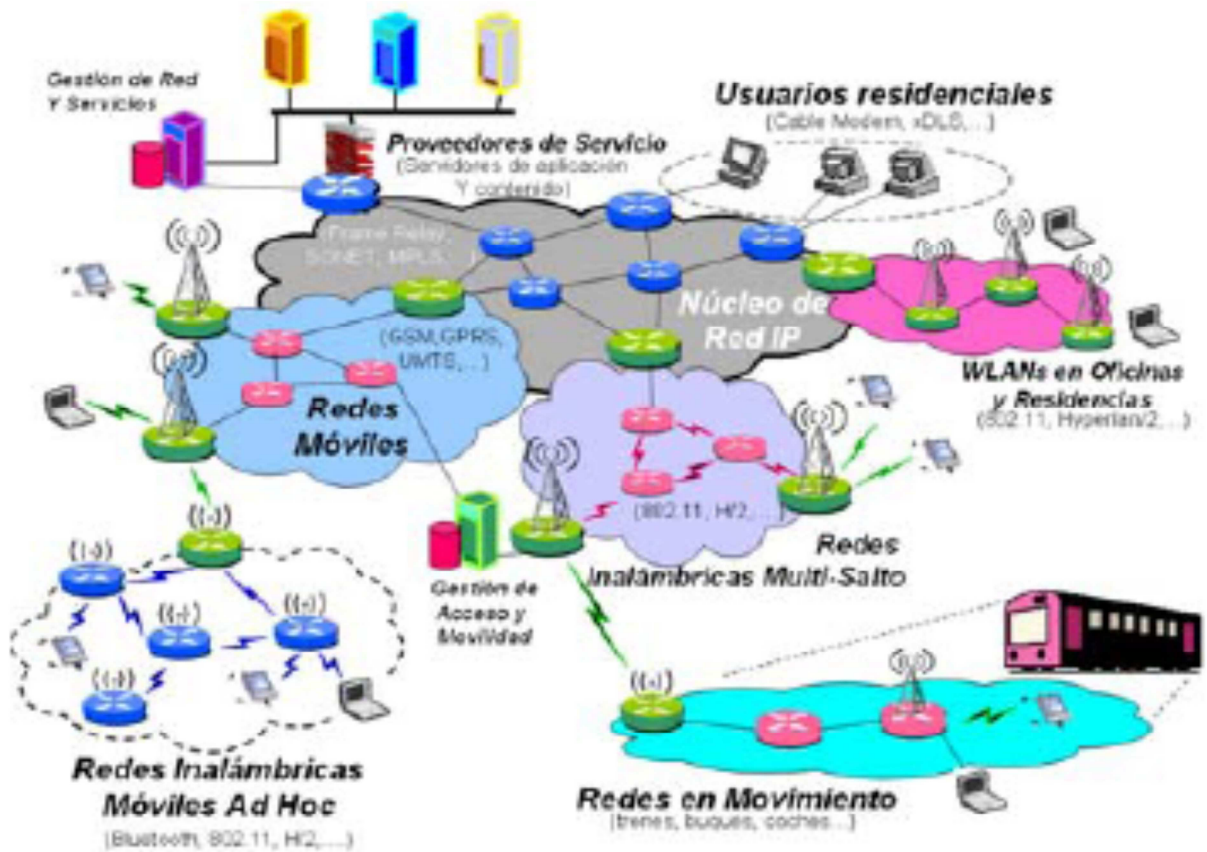 Gestión de Red
Y Servicios
Proveedores de Servicio
(Servidores de aplicación
Y contenido)
Usuarios residenciales
(Cable Modem, xDLS,...)
(Frame Relay,
SONET, MPLS,...)
Núcleo de
Red IP
(GSM,GPRS,
UMTS,...)
Redes
Móviles
WLANs en Oficinas
y Residencias
(802.11, Hyperlan/2,...)
(802.11, H/2,...)
Redes
Inalámbricas Multi-Salto
Gestión de
Acceso y
Movilidad
Redes Inalámbricas
Móviles Ad Hoc
(Bluetooth, 802.11, H/2,...)
Redes en Movimiento
(trenes, buques, coches...)